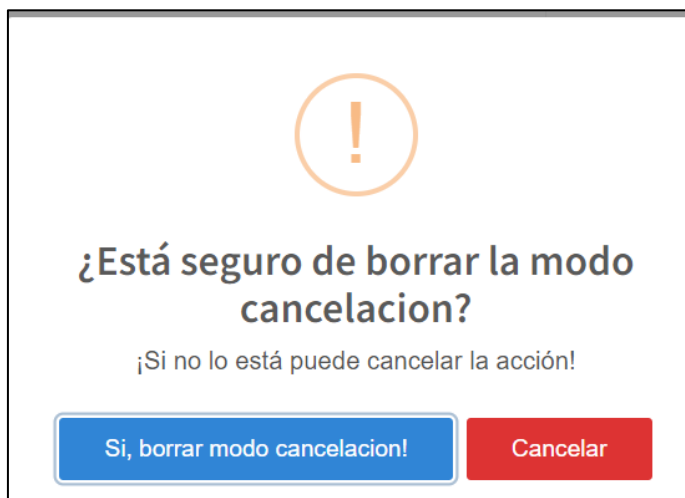 !
¿Está seguro de borrar la modo
cancelacion?
¡Si no lo está puede cancelar la acción!
Si, borrar modo cancelacion!
Cancelar